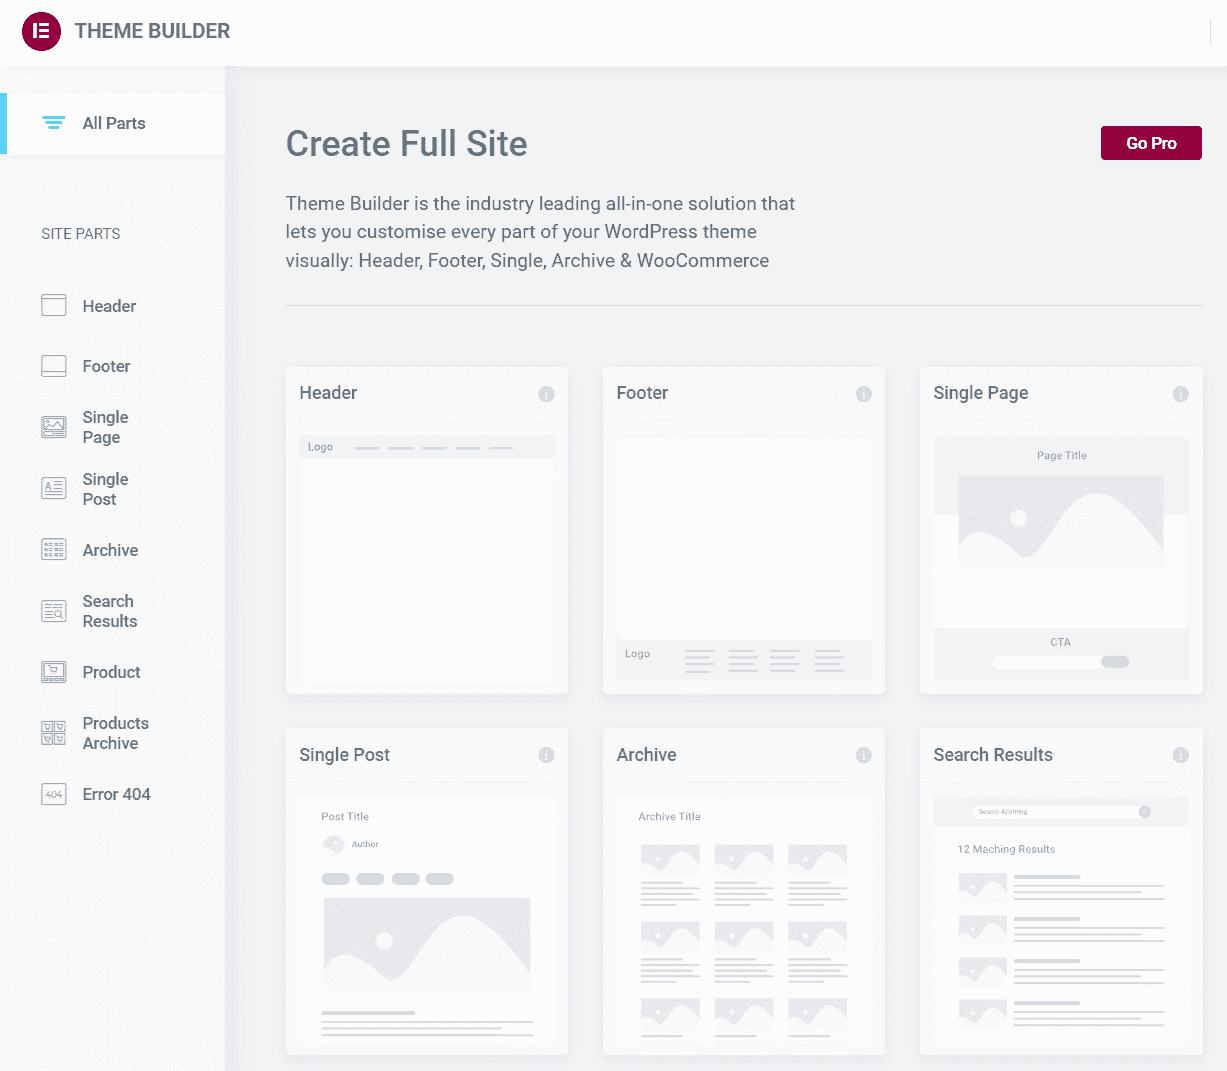 THEME BUILDER
All Parts
SITE PARTS
Header
Footer
Single
Page
Single
Post
Archive
Search
Results
Product
Products
Archive
404
Error 404
Create Full Site
Go Pro
Theme Builder is the industry leading all-in-one solution that
lets you customise every part of your WordPress theme
visually: Header, Footer, Single, Archive & WooCommerce
Header
Logo
Footer
Logo
Single Page
Page Title
CTA
Single Post
Post Title
Author
Archive
Archive Title
Search Results
Search Anything
12 Maching Results